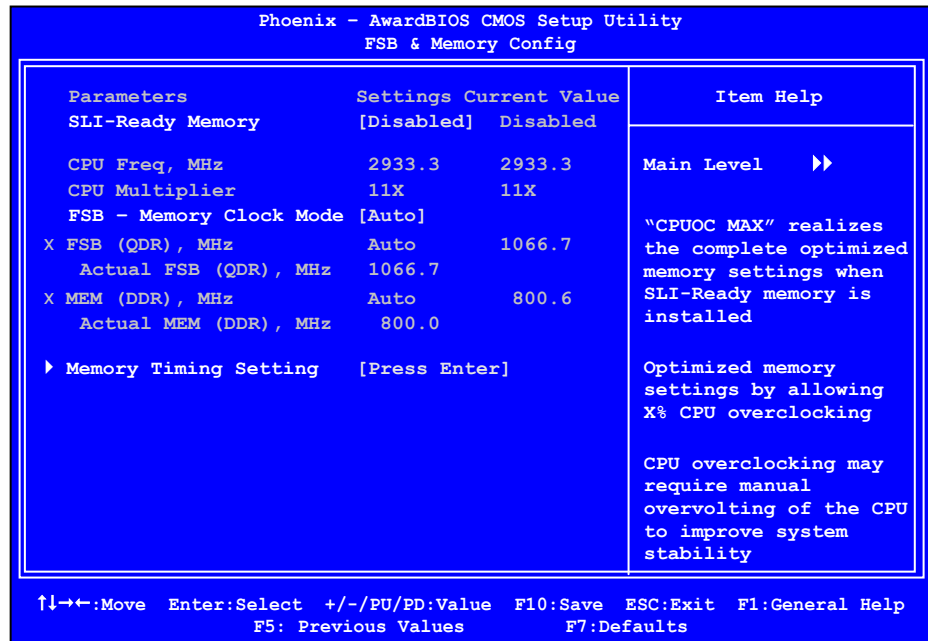 Phoenix – AwardBIOS CMOS Setup Utility
FSB & Memory Config
Parameters Settings Current Value
SLI-Ready Memory [Disabled] Disabled
CPU Freq, MHz 2933.3 2933.3
CPU Multiplier 11X 11X
FSB – Memory Clock Mode [Auto]
X FSB (QDR), MHz Auto 1066.7
Actual FSB (QDR), MHz 1066.7
X MEM (DDR), MHz Auto 800.6
Actual MEM (DDR), MHz 800.0
Memory Timing Setting [Press Enter]
Item Help
Main Level
“CPUOC MAX” realizes
the complete optimized
memory settings when
SLI-Ready memory is
installed
Optimized memory
settings by allowing
X% CPU overclocking
CPU overclocking may
require manual
overvolting of the CPU
to improve system
stability
↑↓→←:Move Enter:Select +/-/PU/PD:Value F10:Save ESC:Exit F1:General Help
F5: Previous Values F7:Defaults